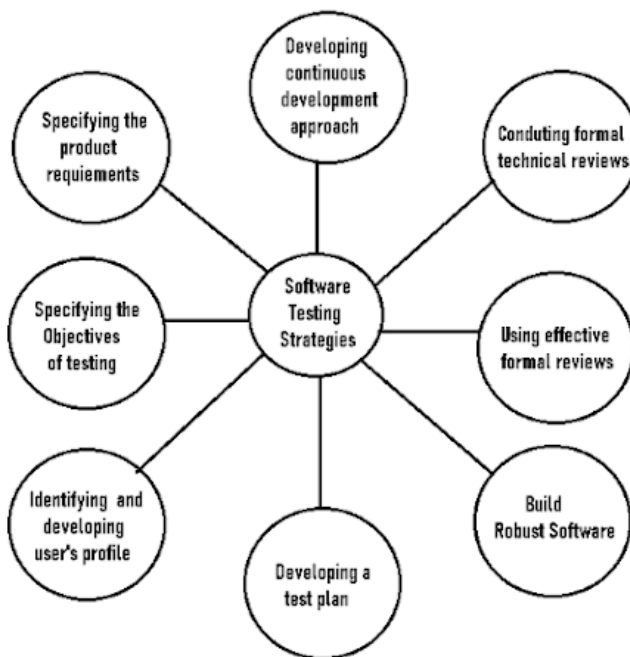 Developing
continuous
development
approach
Specifying the
product
requiements
Conduting formal
technical reviews
Software
Testing
Strategies
Specifying the
Objectives
of testing
Using effective
formal reviews
Identifying and
developing
user's profile
Build
Robust Software
Developing a
test plan